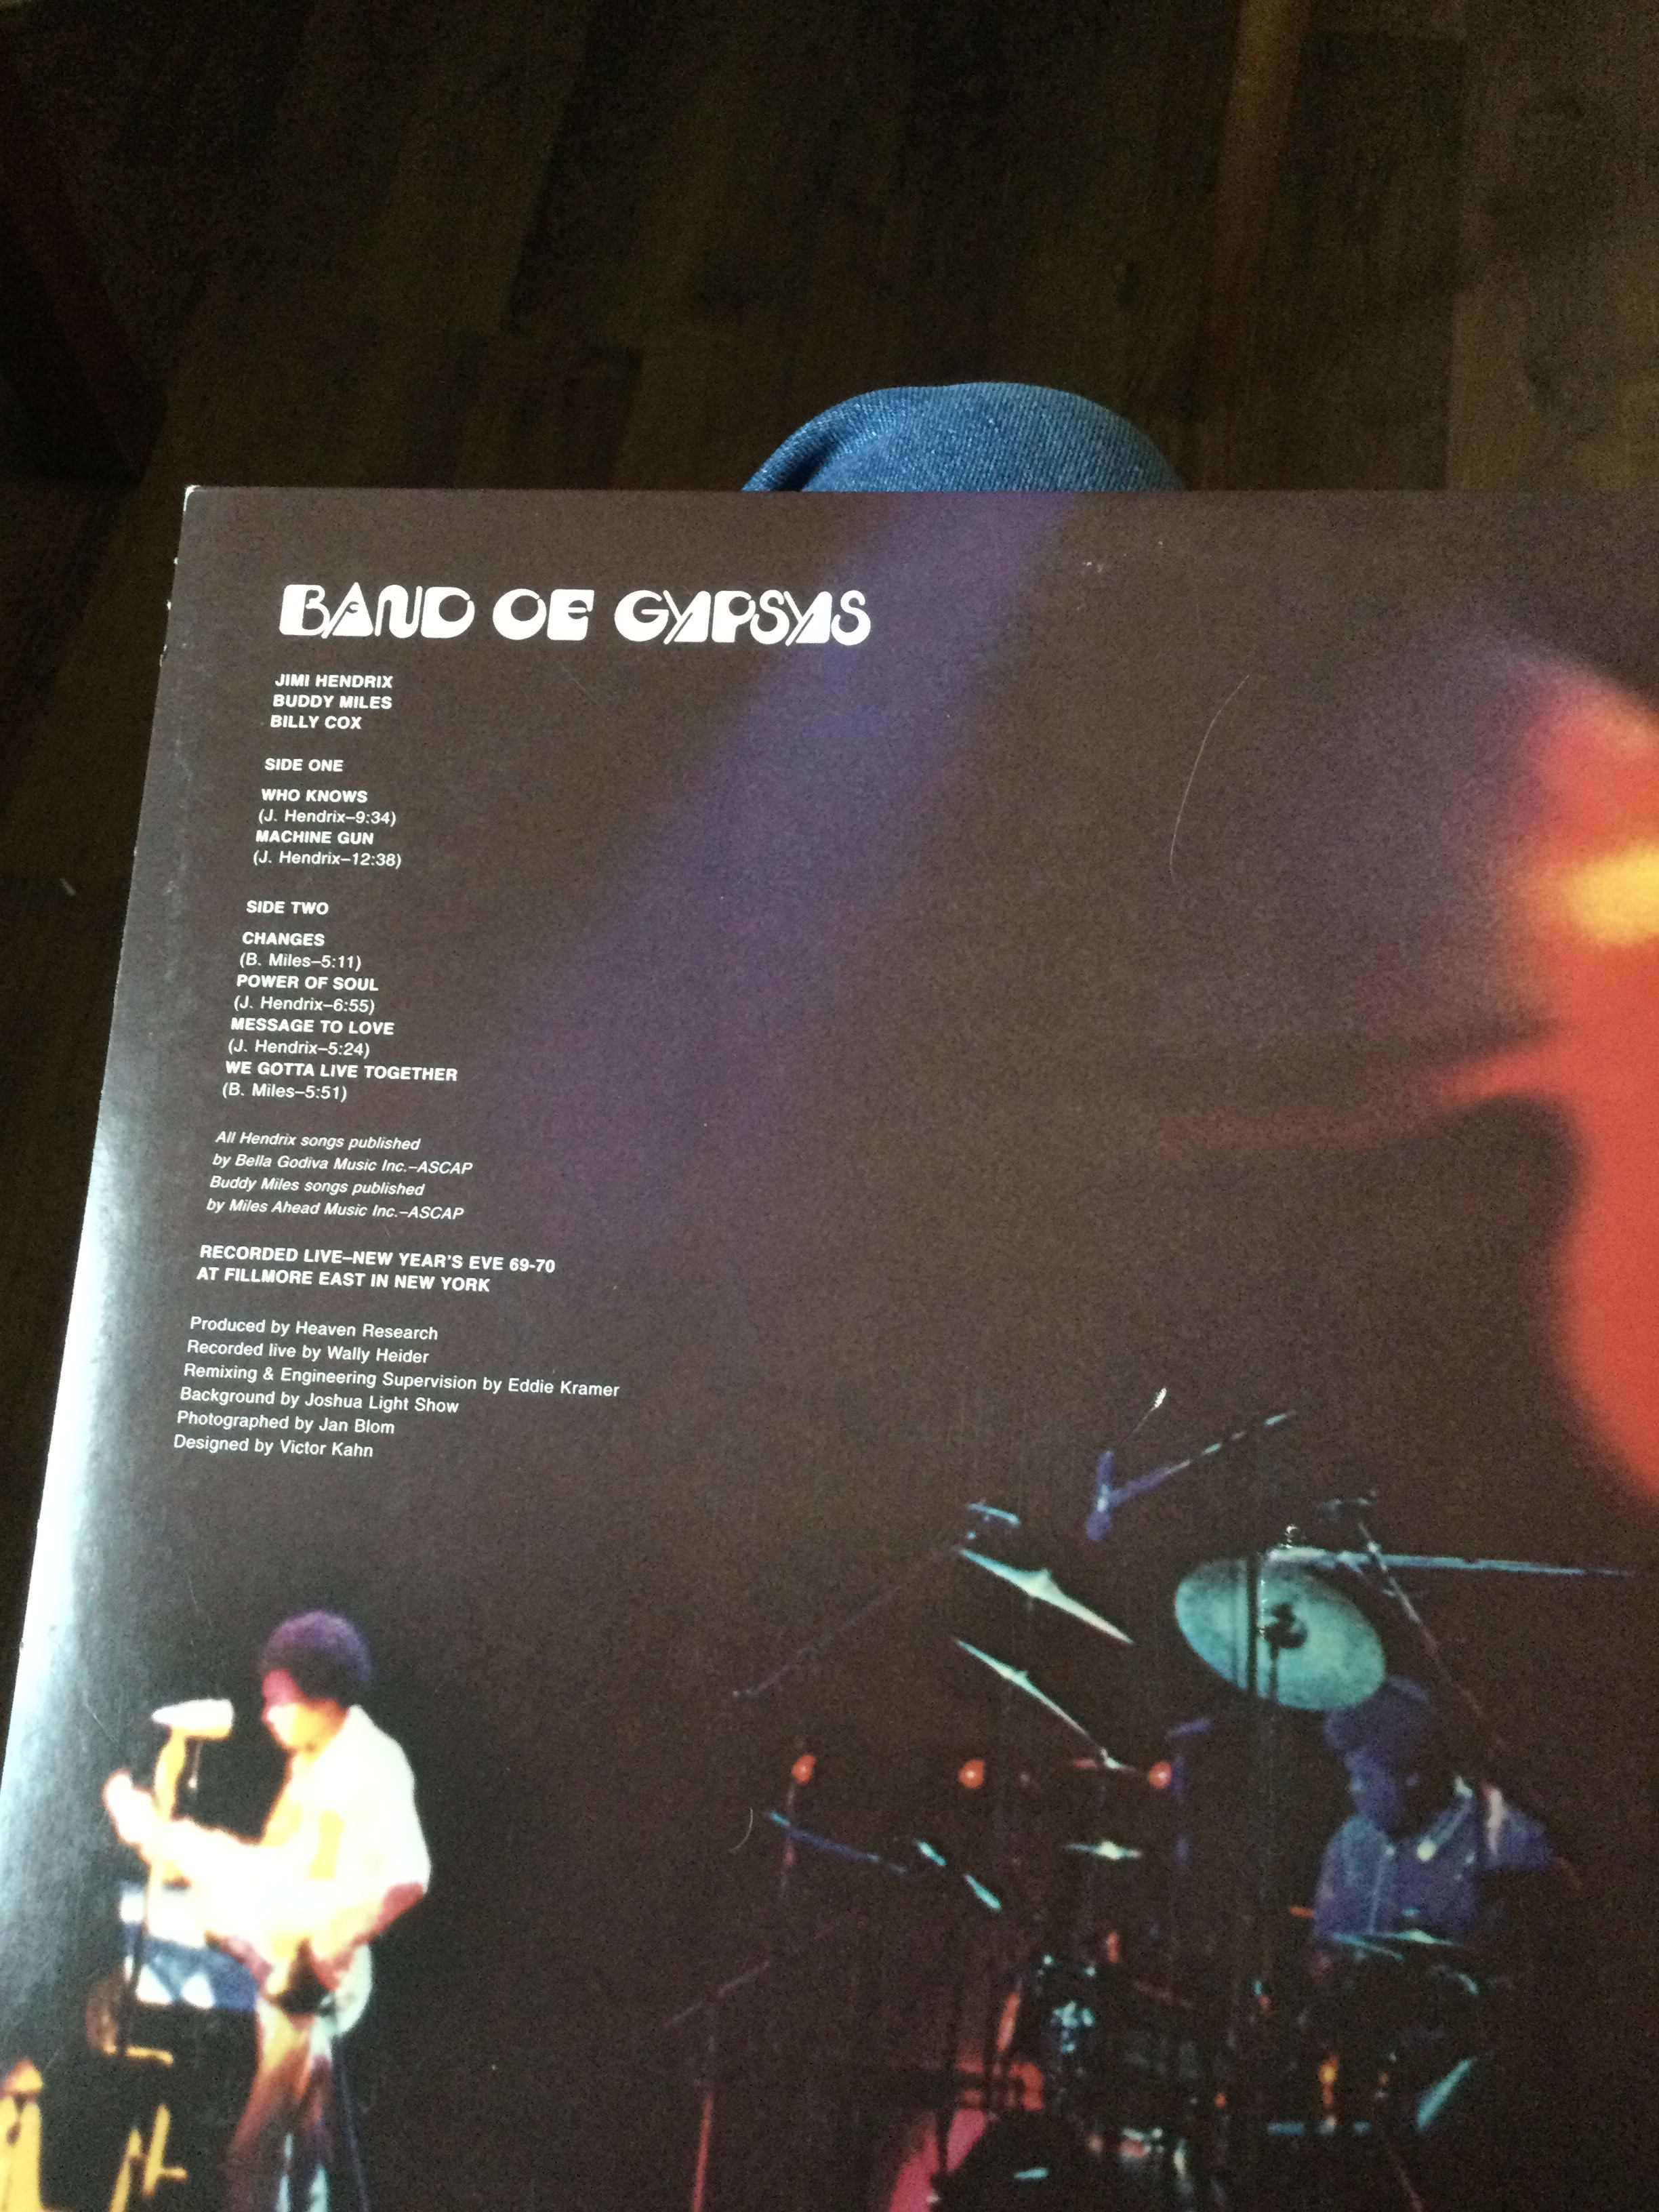 BAND OF GYPSYS
JIMI HENDRIX
BUDDY MILES
BILLY COX
SIDE ONE
WHO KNOWS
(J. Hendrix–9:34)
MACHINE GUN
(J. Hendrix–12:38)
SIDE TWO
CHANGES
(B. Miles–5:11)
POWER OF SOUL
(J. Hendrix–6:55)
MESSAGE TO LOVE
(J. Hendrix–5:24)
WE GOTTA LIVE TOGETHER
(B. Miles–5:51)
All Hendrix songs published
by Bella Godiva Music Inc.–ASCAP
Buddy Miles songs published
by Miles Ahead Music Inc.–ASCAP
RECORDED LIVE–NEW YEAR'S EVE 69-70
AT FILLMORE EAST IN NEW YORK
Produced by Heaven Research
Recorded live by Wally Heider
Remixing & Engineering Supervision by Eddie Kramer
Background by Joshua Light Show
Photographed by Jan Blom
Designed by Victor Kahn